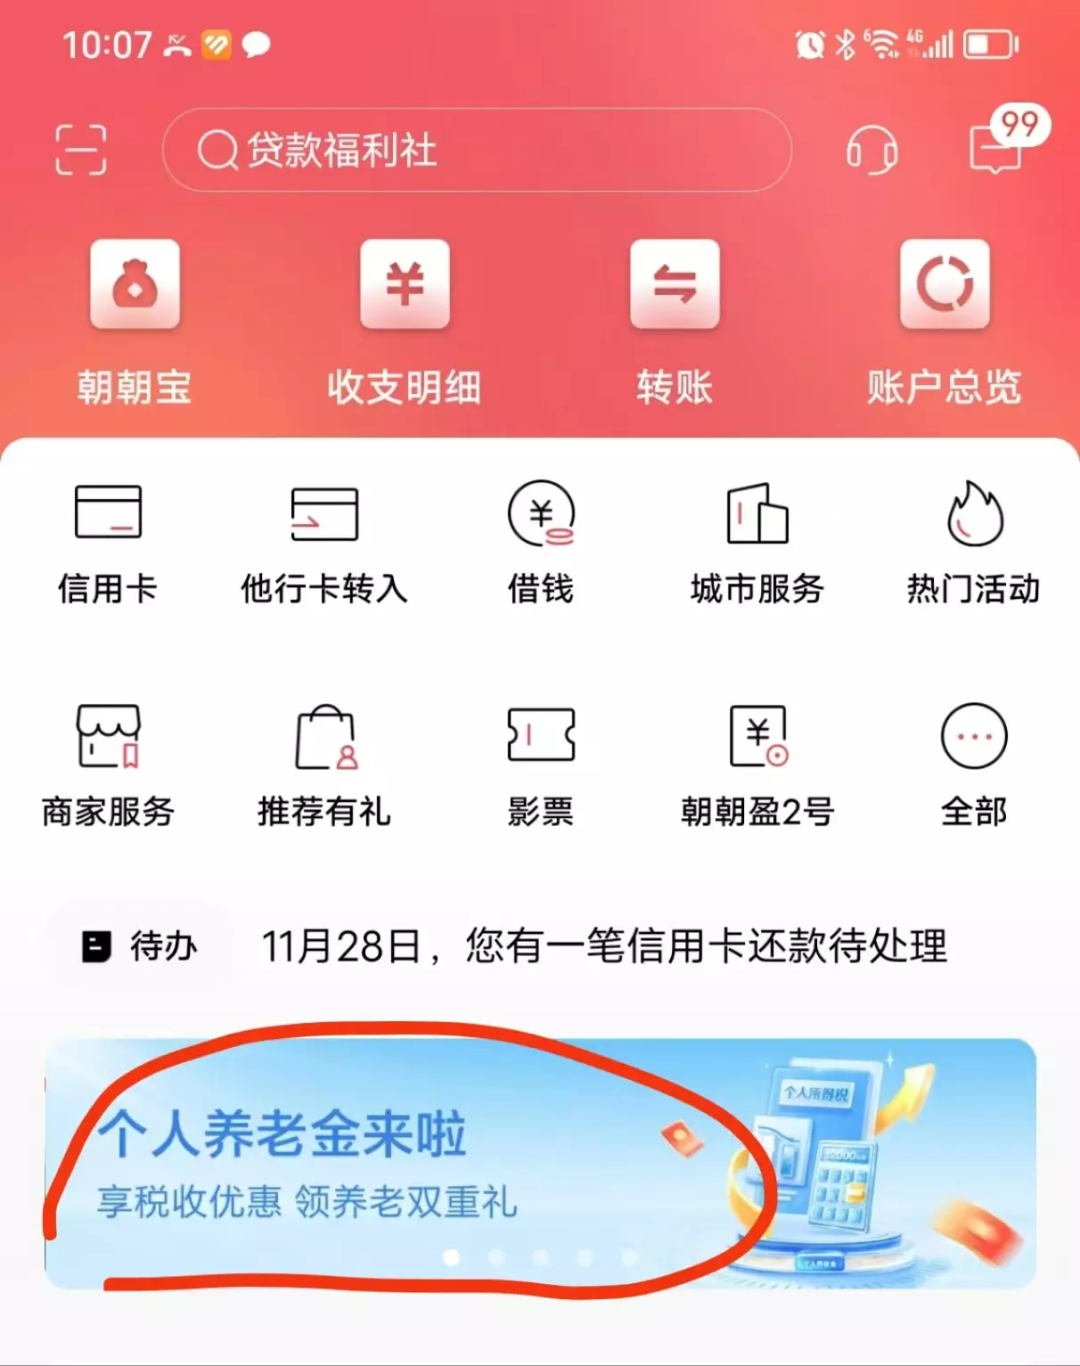 10:07
6
4G
贷款福利社
99
朝朝宝
收支明细
转账
账户总览
信用卡
他行卡转入
借钱
城市服务
热门活动
商家服务
推荐有礼
影票
朝朝盈2号
全部
待办
11月28日，您有一笔信用卡还款待处理
个人养老金来啦
享税收优惠 领养老双重礼
个人所得税